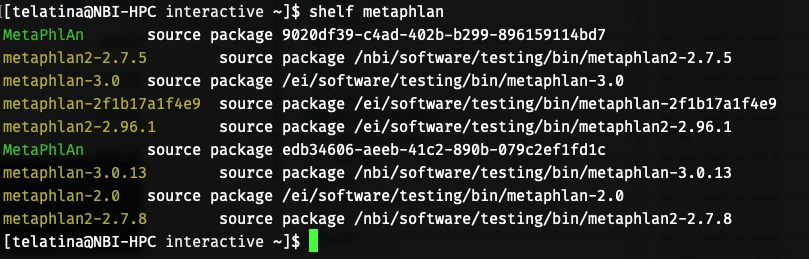 [telatina@NBI-HPC interactive ~]$ shelf metaphlan
MetaPhlAn       source package 9020df39-c4ad-402b-b299-896159114bd7
metaphlan2-2.7.5        source package /nbi/software/testing/bin/metaphlan2-2.7.5
metaphlan-3.0   source package /ei/software/testing/bin/metaphlan-3.0
metaphlan-2f1b17a1f4e9  source package /ei/software/testing/bin/metaphlan-2f1b17a1f4e9
metaphlan2-2.96.1       source package /ei/software/testing/bin/metaphlan2-2.96.1
MetaPhlAn       source package edb34606-aeeb-41c2-890b-079c2ef1fd1c
metaphlan-3.0.13        source package /nbi/software/testing/bin/metaphlan-3.0.13
metaphlan-2.0   source package /ei/software/testing/bin/metaphlan-2.0
metaphlan2-2.7.8        source package /nbi/software/testing/bin/metaphlan2-2.7.8
[telatina@NBI-HPC interactive ~]$